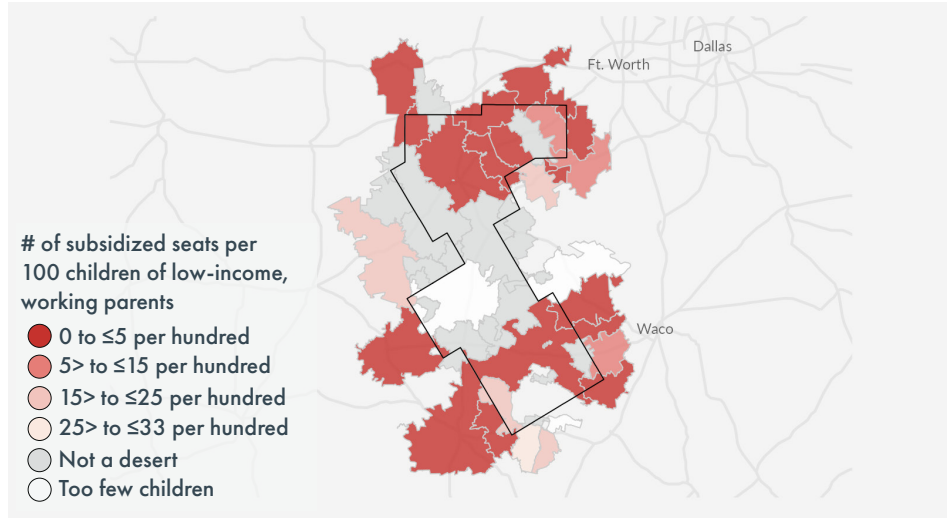 Dallas
Ft. Worth
Waco
# of subsidized seats per
100 children of low-income,
working parents
0 to ≤5 per hundred
5> to ≤15 per hundred
15> to ≤25 per hundred
25> to ≤33 per hundred
Not a desert
Too few children